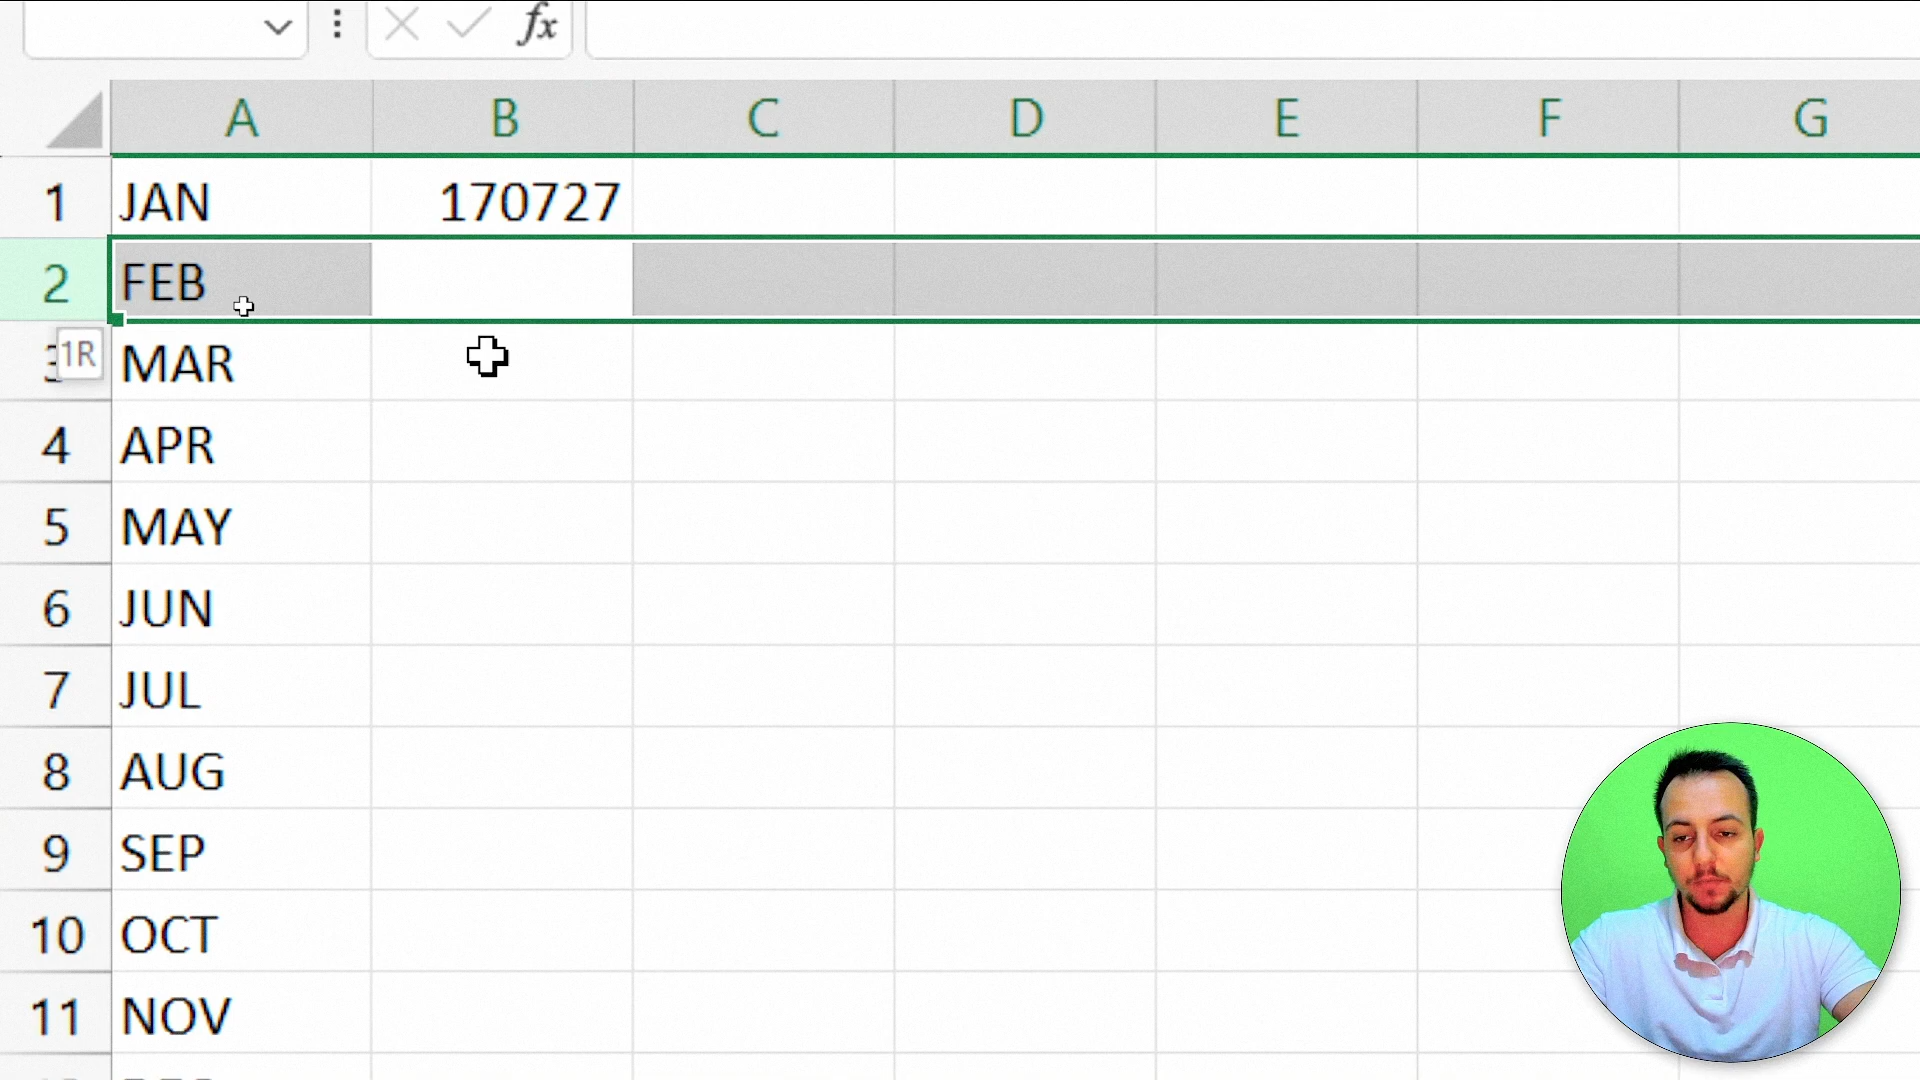 fx
A B C D E F G
1 JAN 170727
2 FEB
3 1R MAR
4 APR
5 MAY
6 JUN
7 JUL
8 AUG
9 SEP
10 OCT
11 NOV